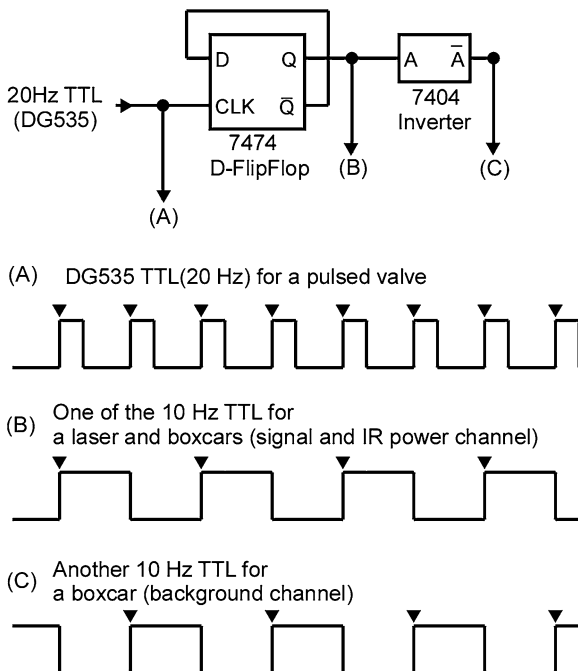 D Q
A A̅
20Hz TTL
(DG535)
CLK Q̅
7474
D-FlipFlop
7404
Inverter
(A)
(B)
(C)
(A) DG535 TTL(20 Hz) for a pulsed valve
(B) One of the 10 Hz TTL for
a laser and boxcars (signal and IR power channel)
(C) Another 10 Hz TTL for
a boxcar (background channel)